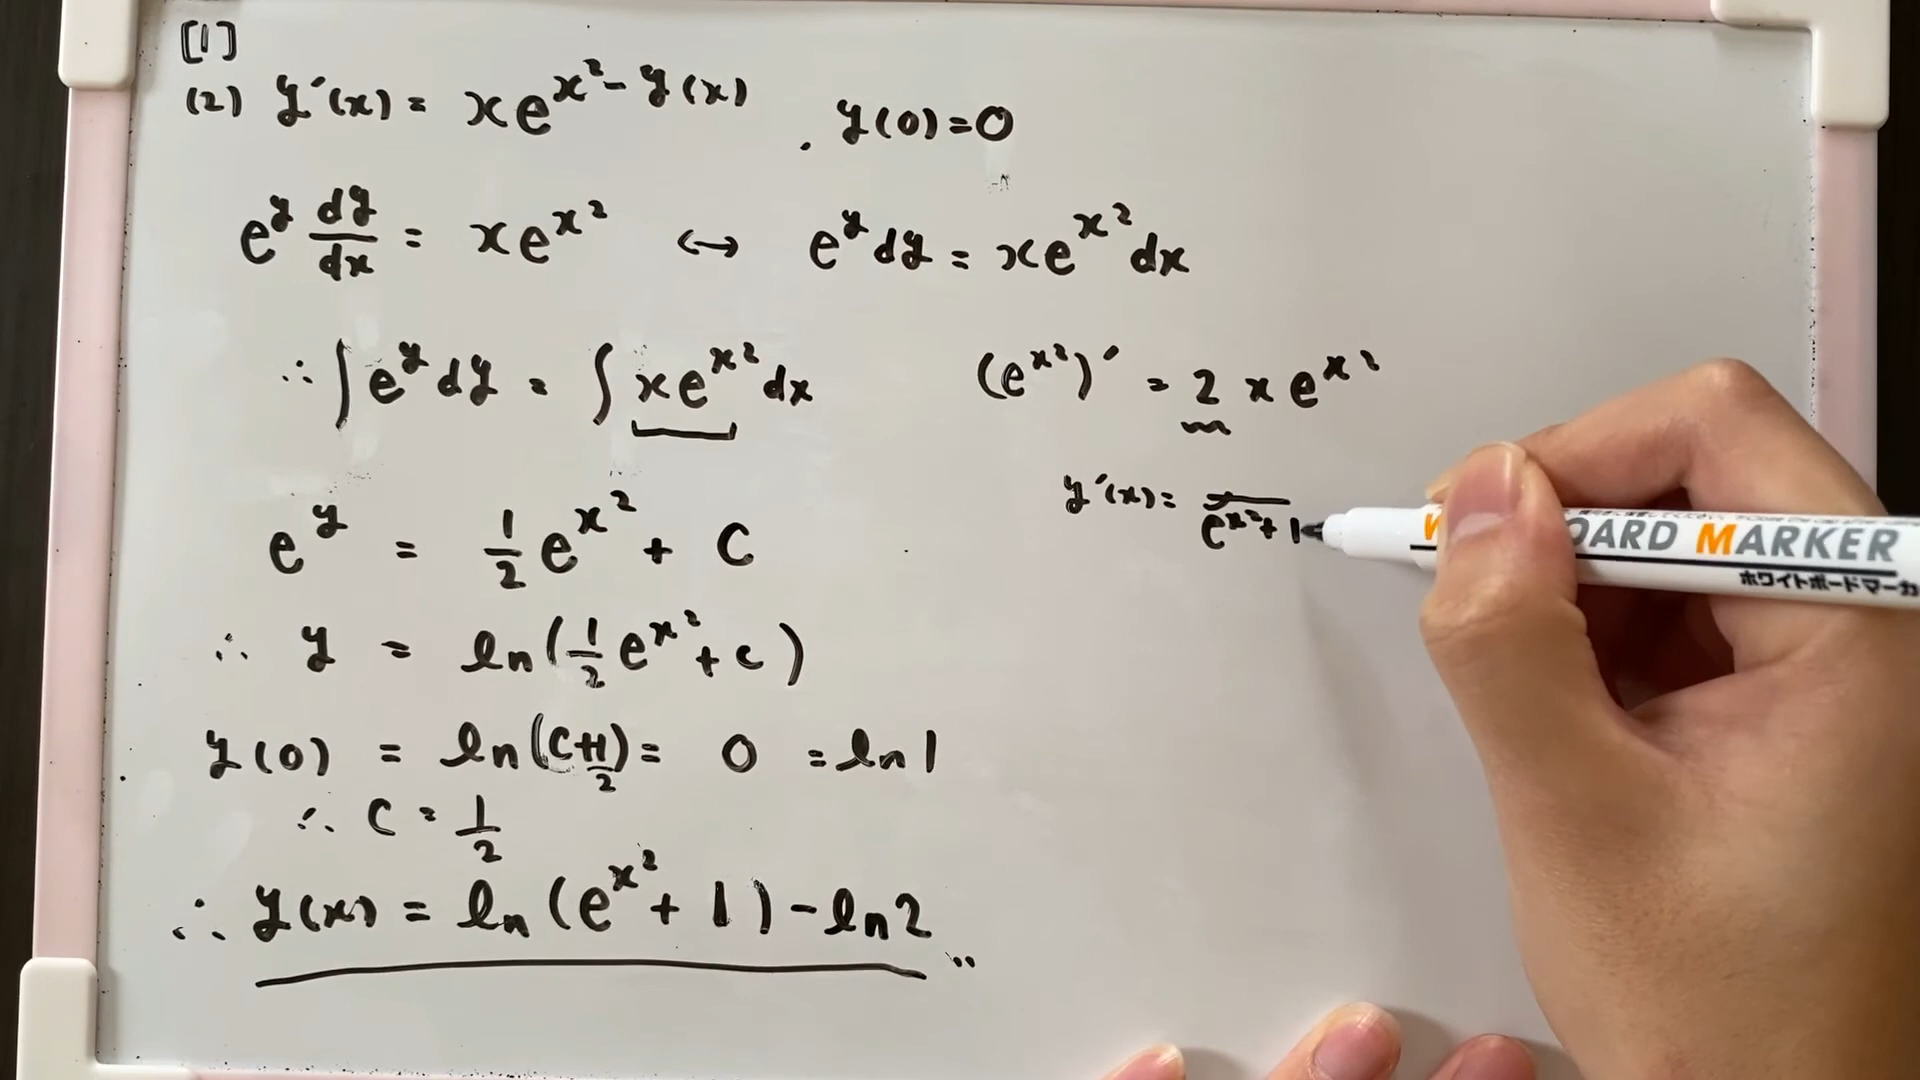 [1]
(2) y'(x) = xe^{x²-y(x)} , y(0)=0
e^y dy/dx = xe^{x²} ↔ e^y dy = xe^{x²}dx
∴ ∫e^y dy = ∫xe^{x²}dx
(e^{x²})' = 2xe^{x²}
y'(x) = ‾/(e^{x²}+1
e^y = 1/2 e^{x²} + C
∴ y = ln(1/2 e^{x²} + c)
y(0) = ln(C+1/2) = 0 = ln1
∴ C = 1/2
∴ y(x) = ln(e^{x²}+1)-ln2
OARD MARKER
ホワイトボードマーカ